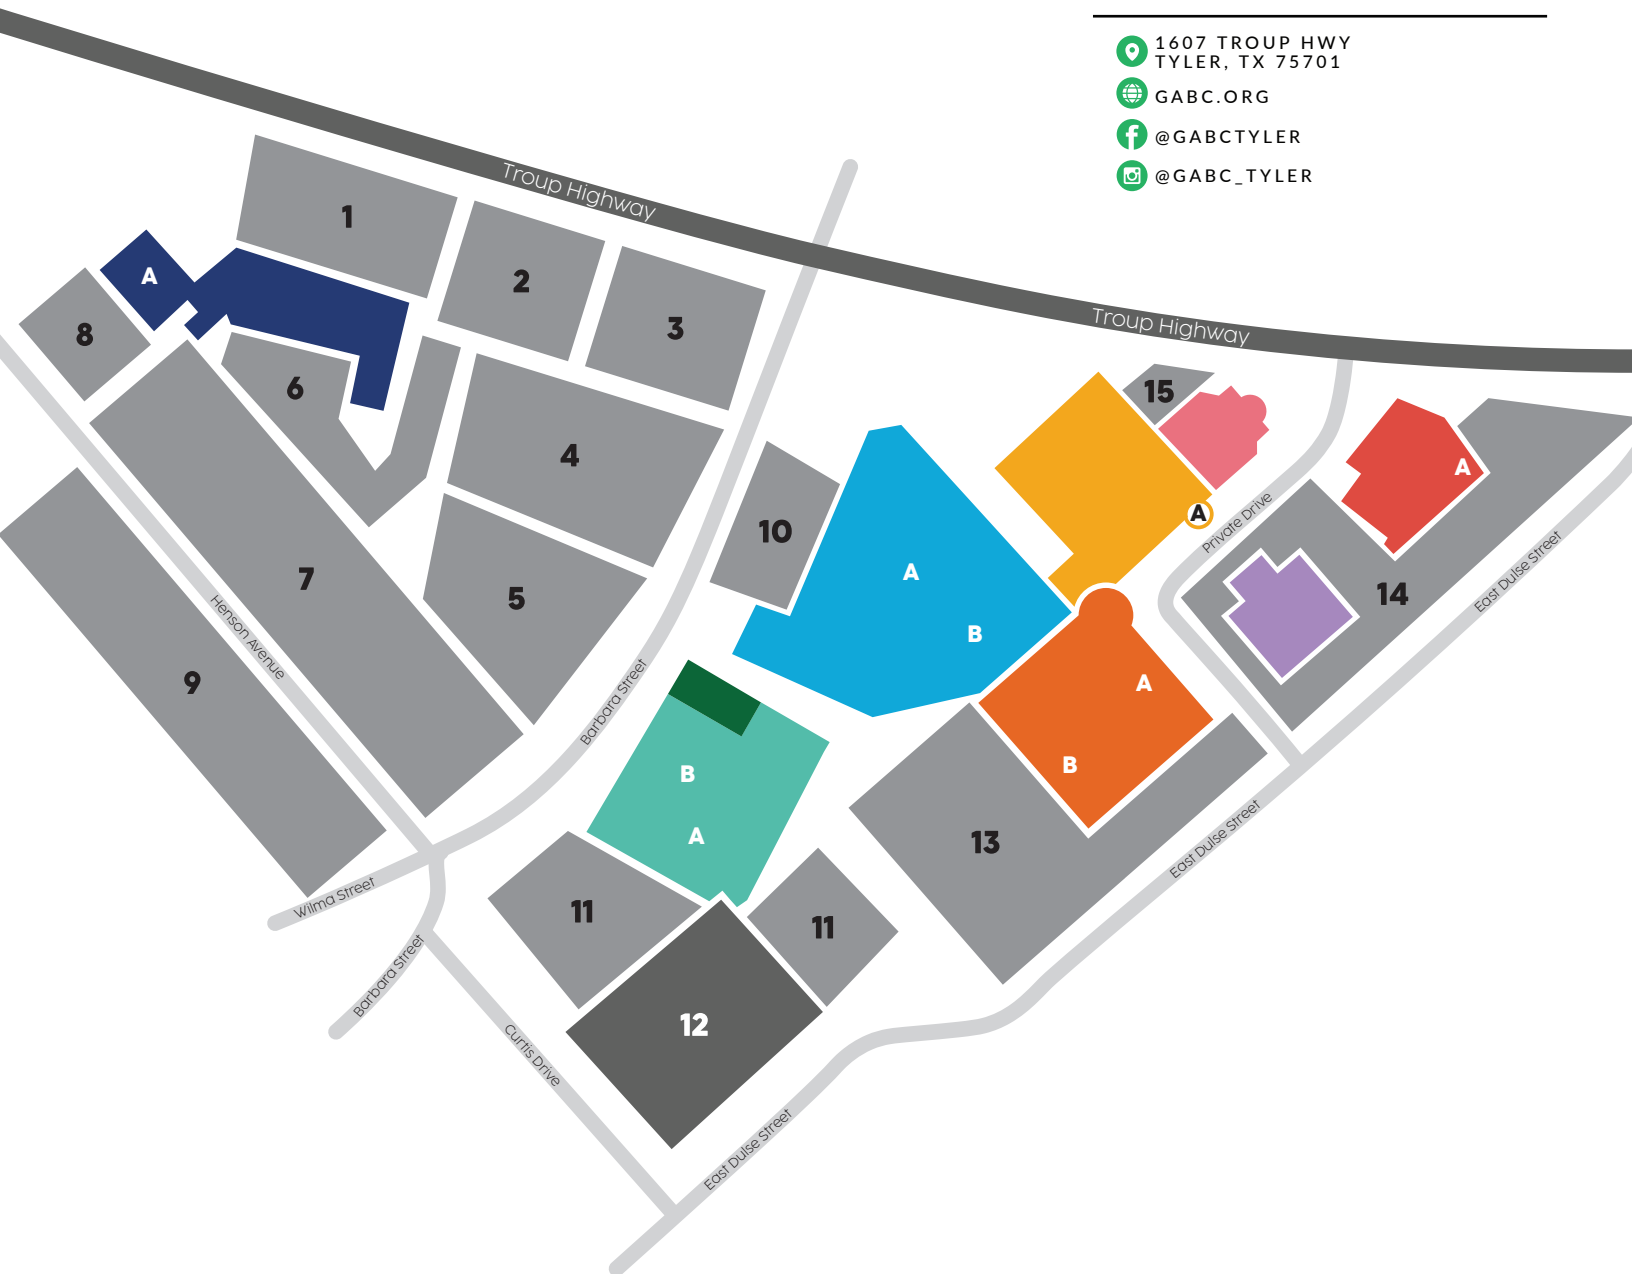 1607 TROUP HWY
TYLER, TX 75701
GABC.ORG
@GABCTYLER
@GABC_TYLER
Troup Highway
1
2
A
3
8
Troup Highway
6
15
4
A
A
10
Private Drive
East Dulse Street
A
7
5
14
Henson Avenue
B
9
A
Barbara Street
B
B
A
13
East Dulse Street
Wilma Street
11
11
Barbara Street
12
Curtis Drive
East Dulse Street